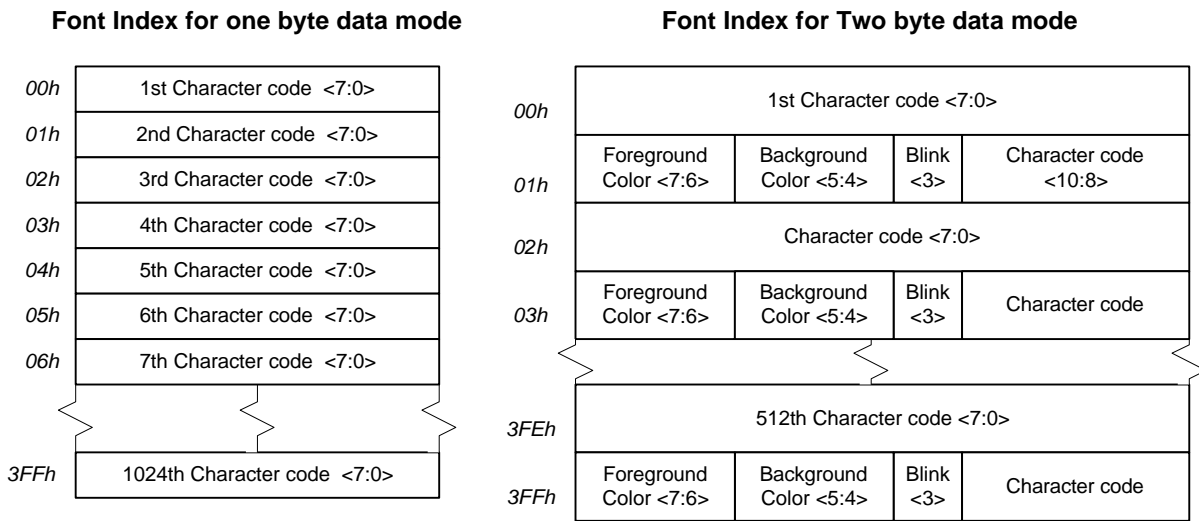 Font Index for one byte data mode
00h 1st Character code <7:0>
01h 2nd Character code <7:0>
02h 3rd Character code <7:0>
03h 4th Character code <7:0>
04h 5th Character code <7:0>
05h 6th Character code <7:0>
06h 7th Character code <7:0>
3FFh 1024th Character code <7:0>
Font Index for Two byte data mode
00h 1st Character code <7:0>
01h Foreground Color <7:6> Background Color <5:4> Blink <3> Character code <10:8>
02h Character code <7:0>
03h Foreground Color <7:6> Background Color <5:4> Blink <3> Character code
3FEh 512th Character code <7:0>
3FFh Foreground Color <7:6> Background Color <5:4> Blink <3> Character code